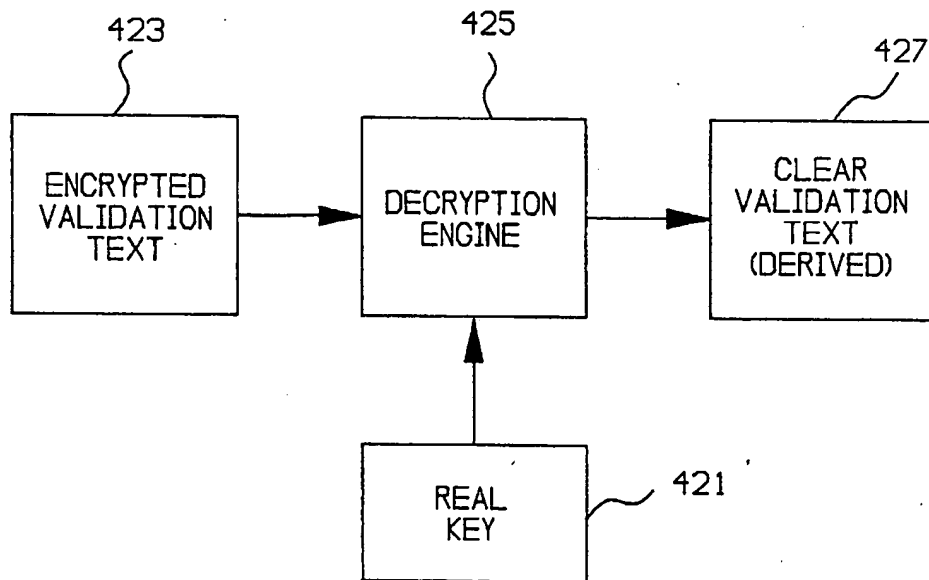 423
425
427
ENCRYPTED
VALIDATION
TEXT
DECRYPTION
ENGINE
CLEAR
VALIDATION
TEXT
(DERIVED)
REAL
KEY
421